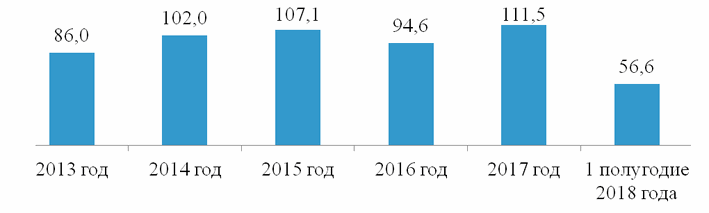 86,0
102,0
107,1
94,6
111,5
56,6
2013 год
2014 год
2015 год
2016 год
2017 год
1 полугодие
2018 года